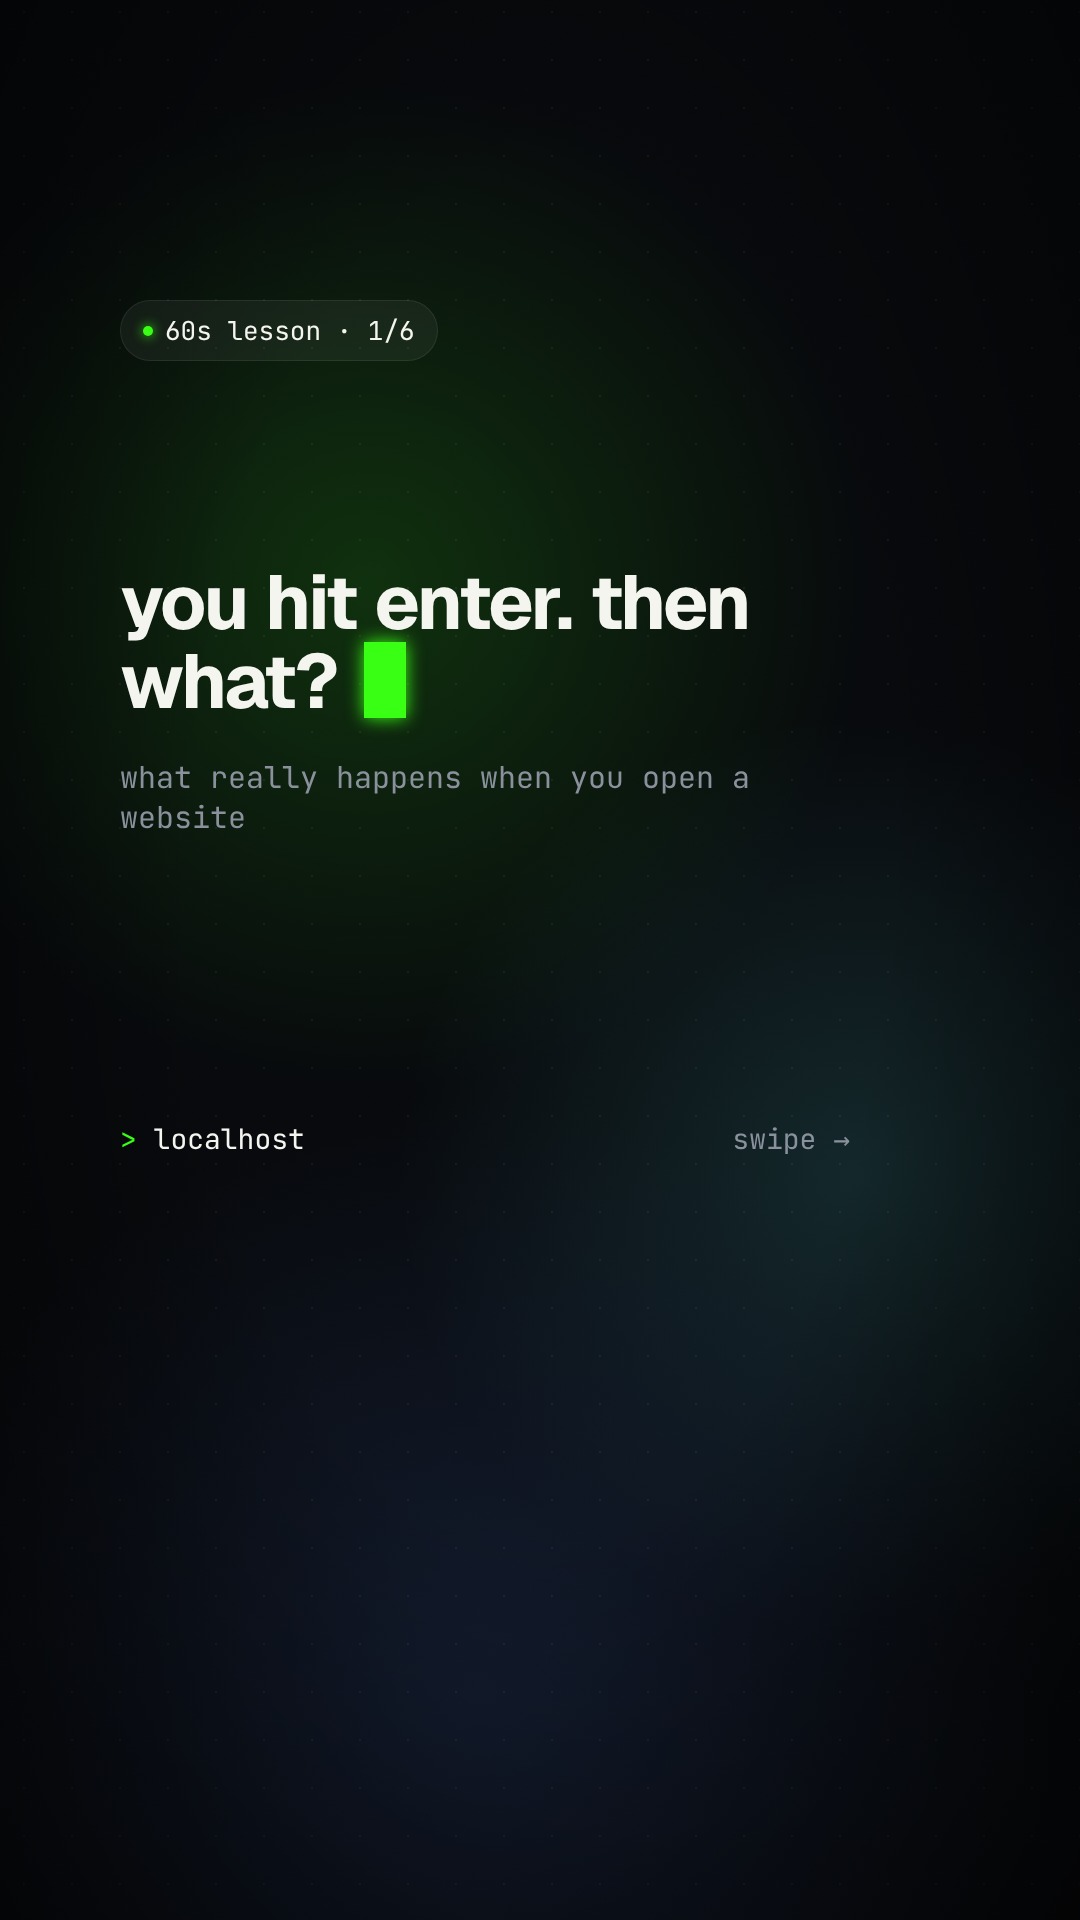 60s lesson · 1/6
you hit enter. then
what?
what really happens when you open a
website
> localhost
swipe →